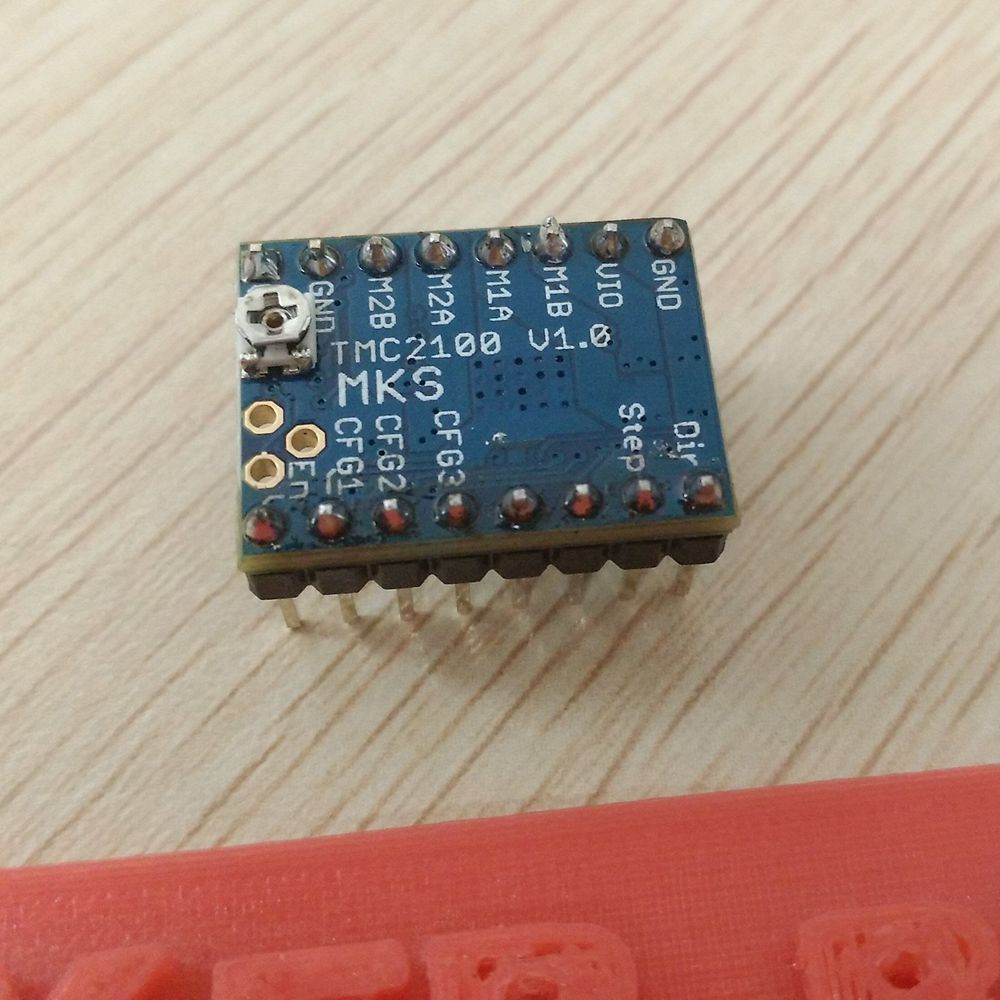 GND
M2B
M2A
M1A
M1B
VIO
GND
TMC2100 V1.0
MKS
En
CFG1
CFG2
CFG3
Step
Dir